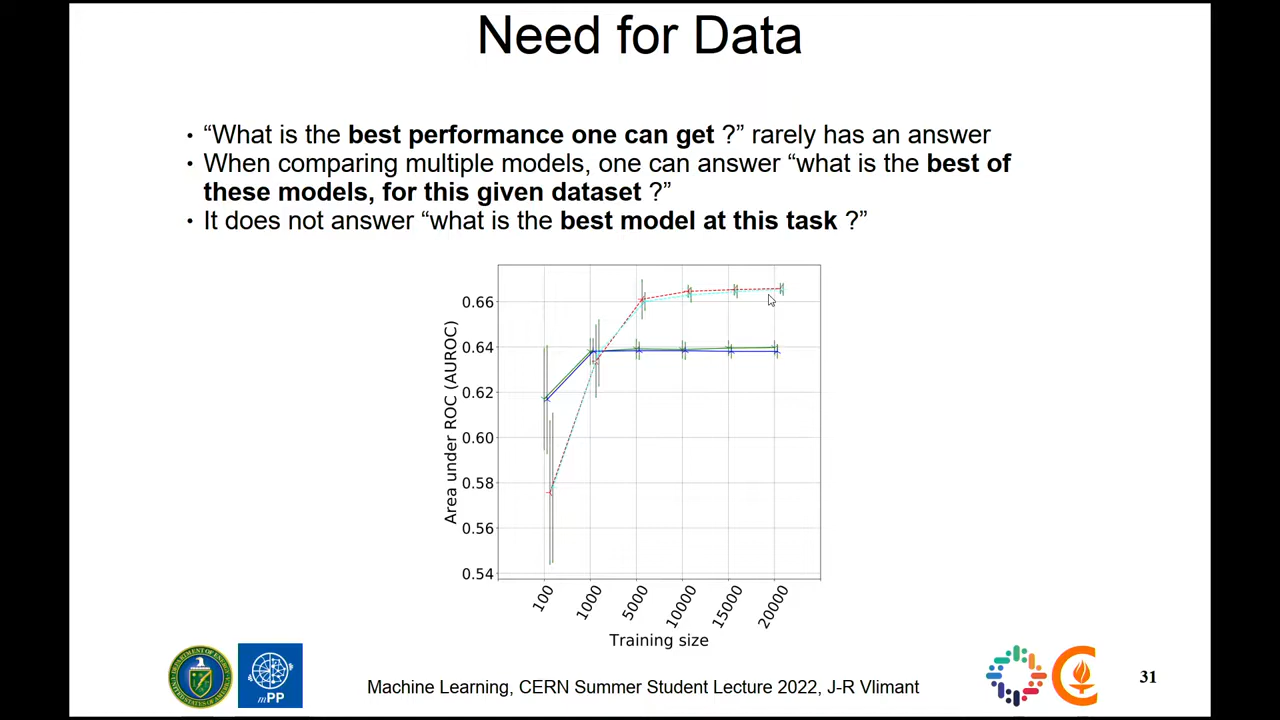 Need for Data
• “What is the best performance one can get ?” rarely has an answer
• When comparing multiple models, one can answer “what is the best of
these models, for this given dataset ?”
• It does not answer “what is the best model at this task ?”
0.66
0.64
0.62
0.60
0.58
0.56
0.54
Area under ROC (AUROC)
100
1000
5000
10000
15000
20000
Training size
mPP
Machine Learning, CERN Summer Student Lecture 2022, J-R Vlimant
31